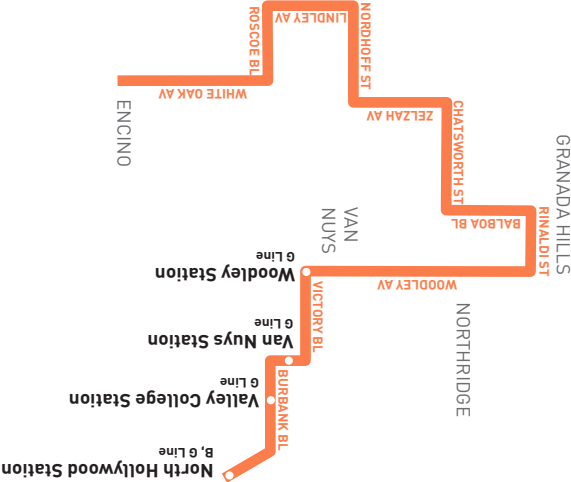 North Hollywood Station
B, G Line
BURBANK BL
Valley College Station
G Line
Van Nuys Station
G Line
VICTORY BL
NORTHRIDGE
Woodley Station
G Line
WOODLEY AV
VAN
NUYS
RINALDI ST
BALBOA BL
GRANADA HILLS
CHATSWORTH ST
ZELZAH AV
ENCINO
WHITE OAK AV
NORDHOFF ST
ROSCOE BL
LINDLEY AV